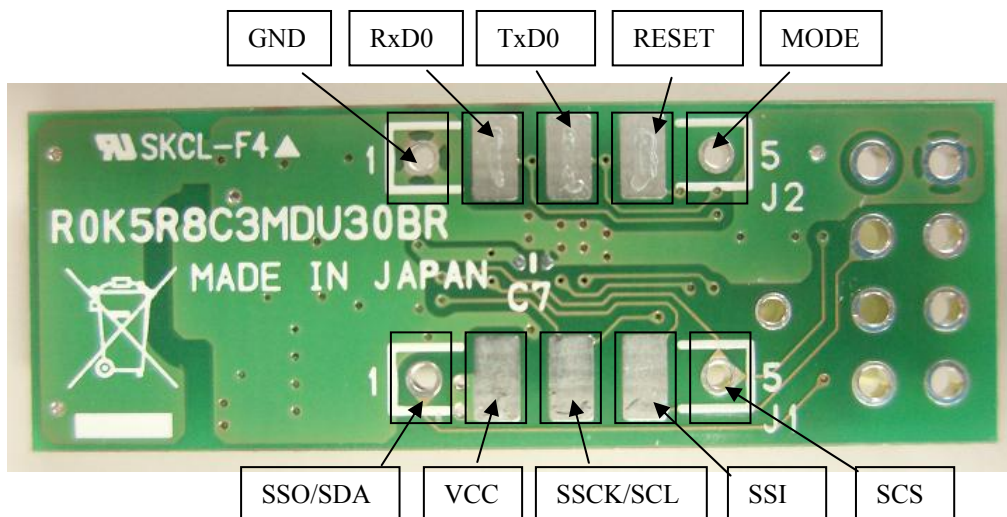 GND RxD0 TxD0 RESET MODE
SKCL-F4
1 5
J2
R0K5R8C3MDU30BR
MADE IN JAPAN
C7
1 5
J1
SSO/SDA VCC SSCK/SCL SSI SCS